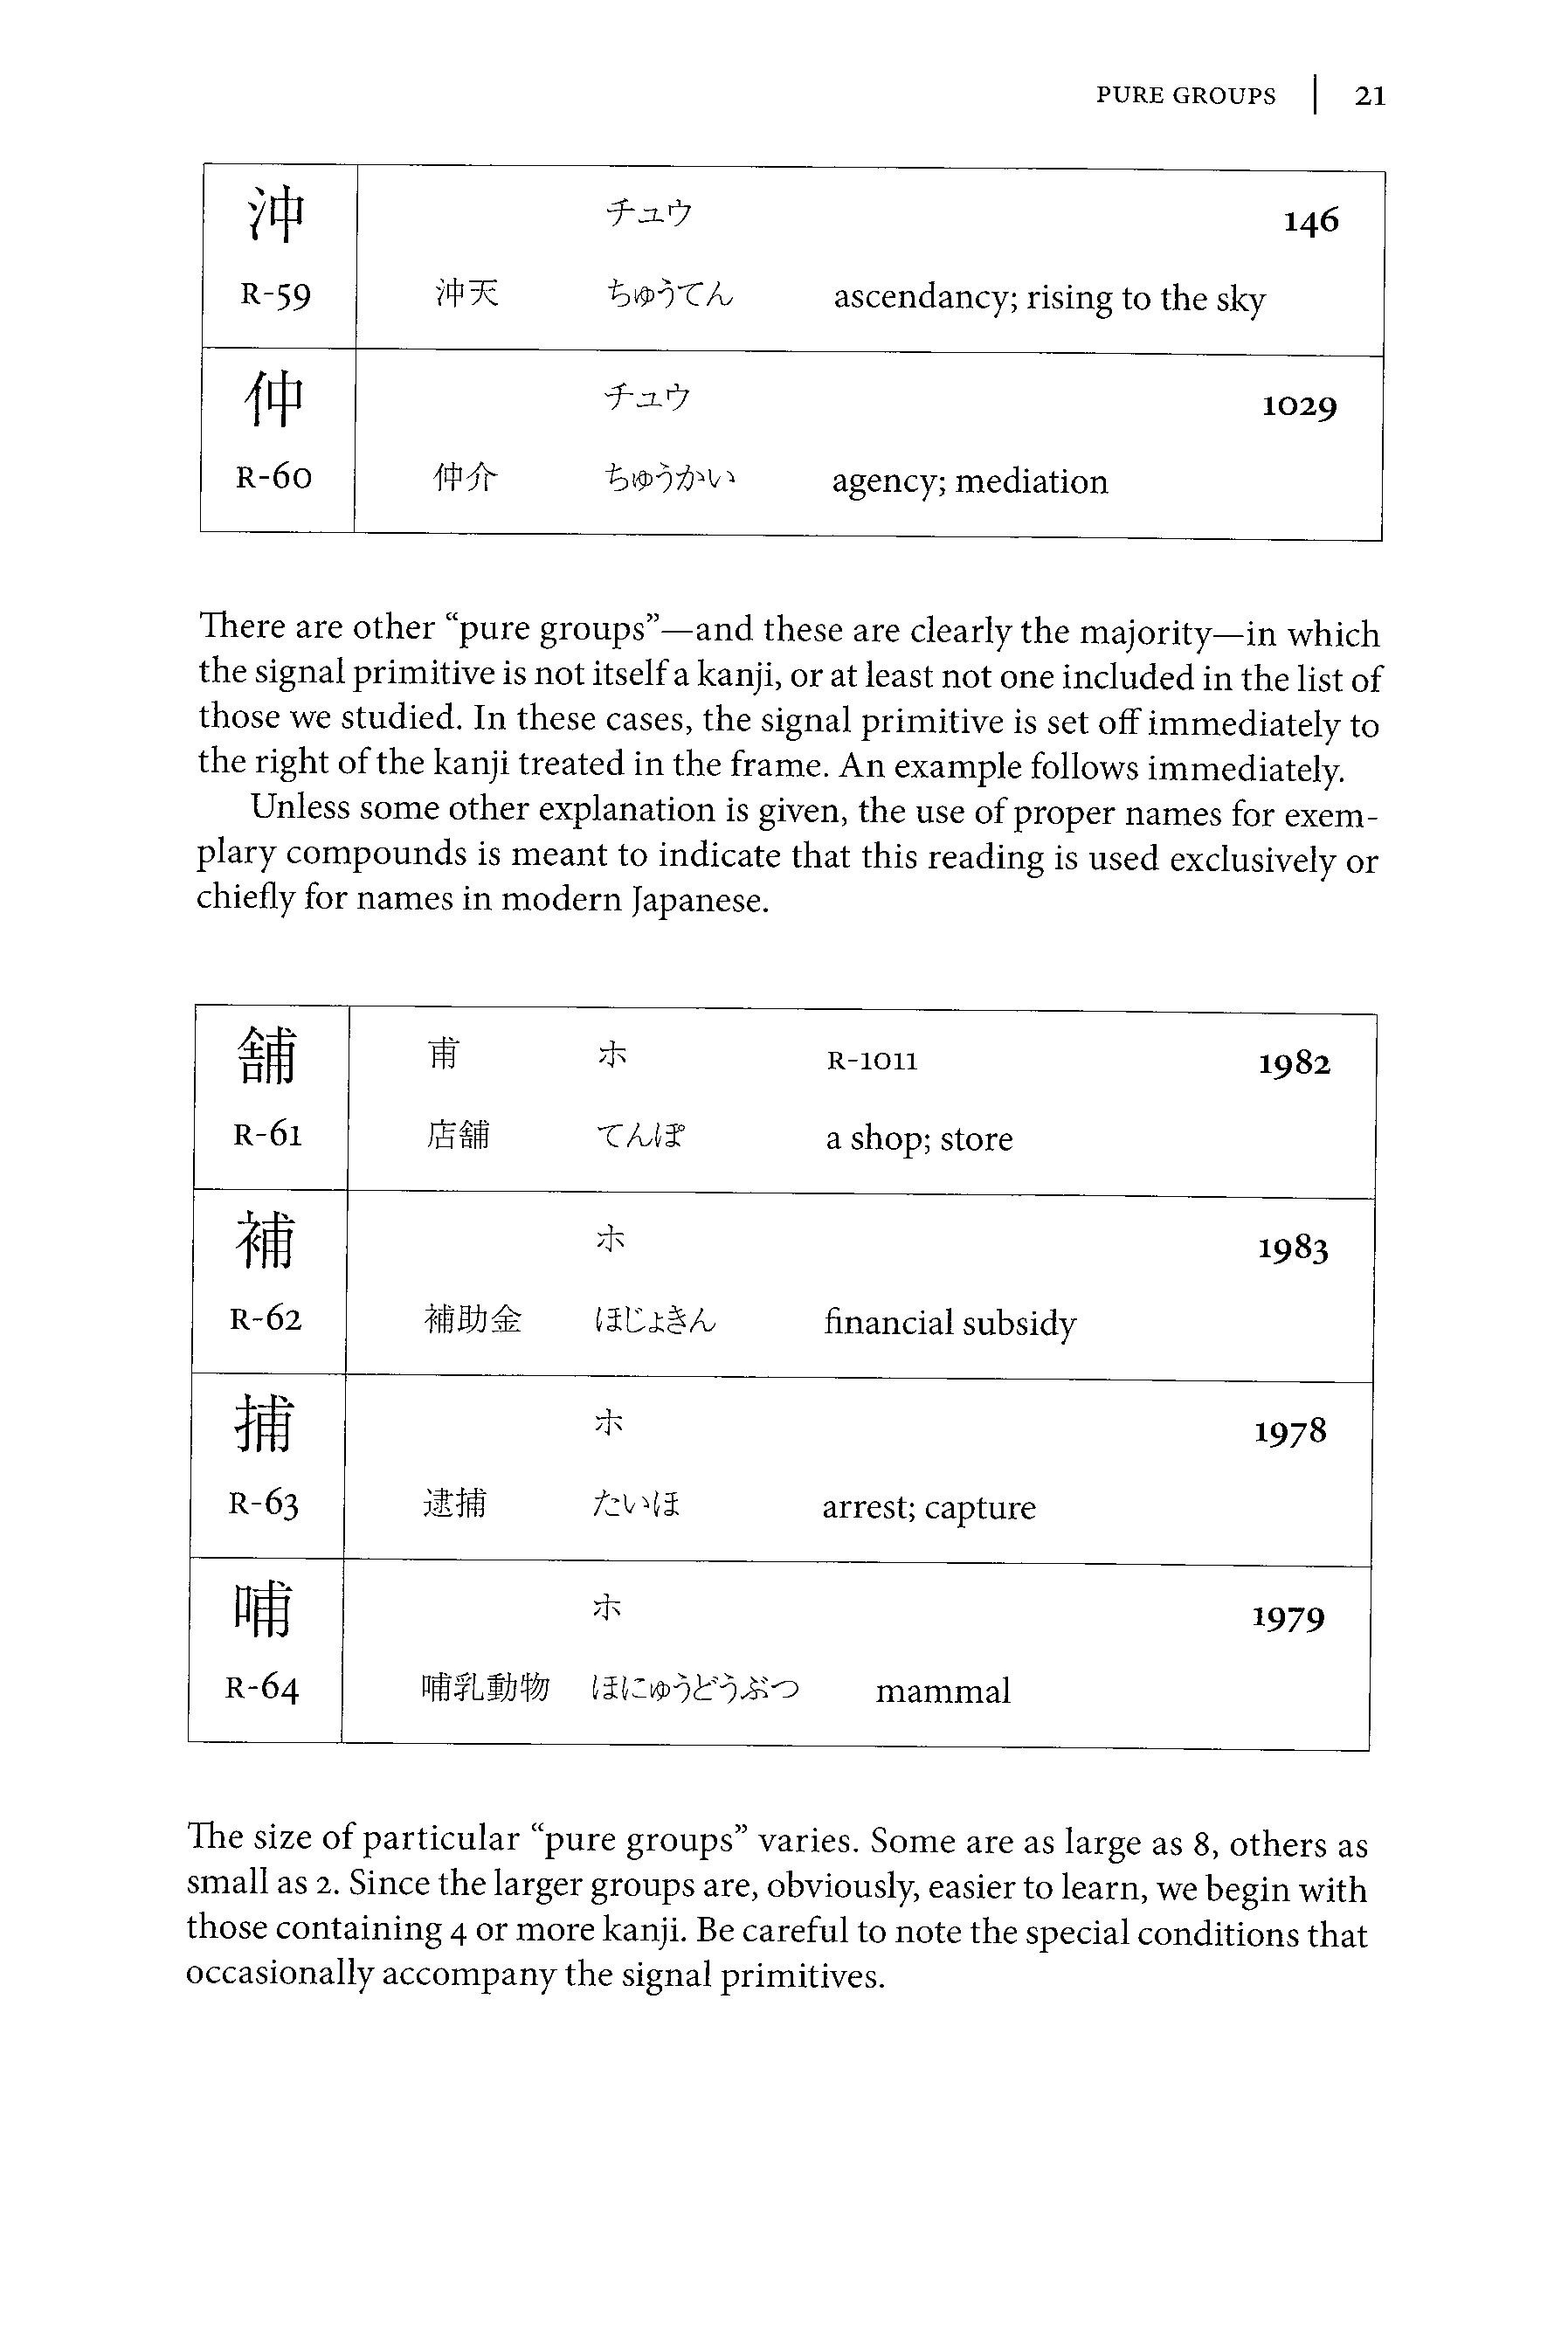 PURE GROUPS | 21
沖 チュウ 146
R-59 沖天 ちゅうてん ascendancy; rising to the sky
仲 チュウ 1029
R-60 仲介 ちゅうかい agency; mediation
There are other “pure groups”—and these are clearly the majority—in which
the signal primitive is not itself a kanji, or at least not one included in the list of
those we studied. In these cases, the signal primitive is set off immediately to
the right of the kanji treated in the frame. An example follows immediately.
Unless some other explanation is given, the use of proper names for exem-
plary compounds is meant to indicate that this reading is used exclusively or
chiefly for names in modern Japanese.
舗 甫 ホ R-1011 1982
R-61 店舗 てんぽ a shop; store
補 ホ 1983
R-62 補助金 ほじょきん financial subsidy
捕 ホ 1978
R-63 逮捕 たいほ arrest; capture
哺 ホ 1979
R-64 哺乳動物 ほにゅうどうぶつ mammal
The size of particular “pure groups” varies. Some are as large as 8, others as
small as 2. Since the larger groups are, obviously, easier to learn, we begin with
those containing 4 or more kanji. Be careful to note the special conditions that
occasionally accompany the signal primitives.